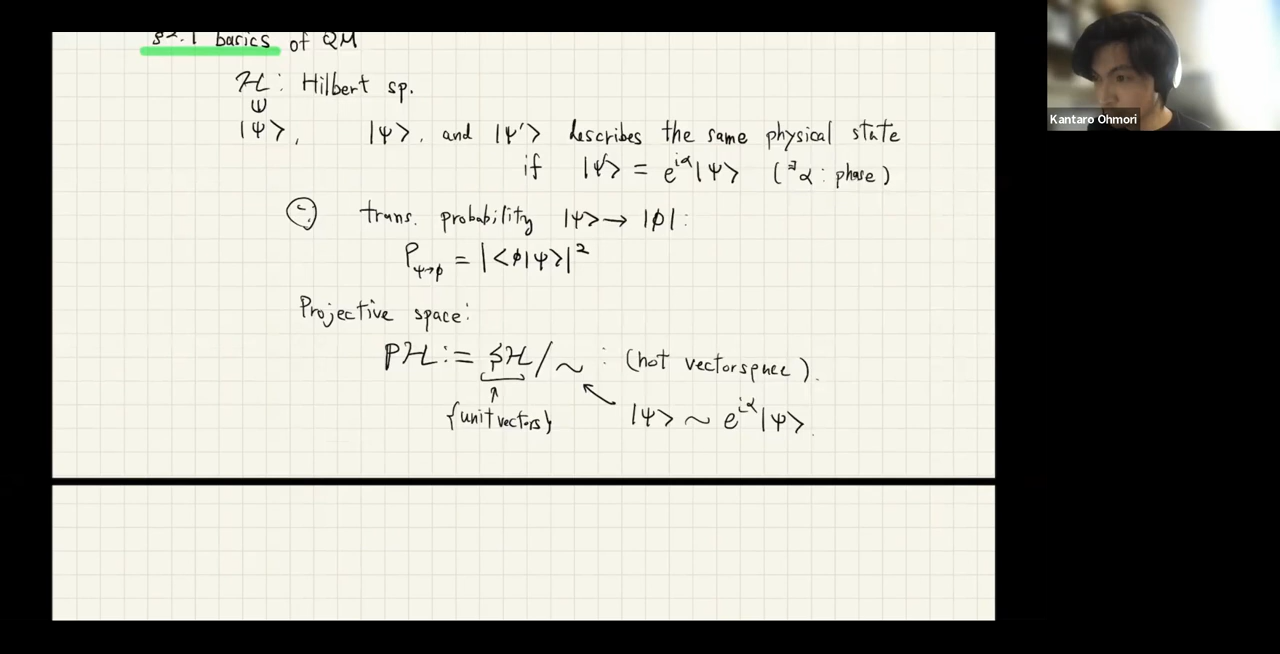 §2.1 basics of QM
ℋ : Hilbert sp.
Ψ
|ψ>, |ψ>, and |ψ'> describes the same physical state
if |ψ'> = e^{iα}|ψ> (∃α : phase)
∵ trans. probability |ψ> → |φ| :
P_{ψ→φ} = |<φ|ψ>|²
Projective space:
Pℋ := Sℋ/∼ : (not vectorspace).
↑
{unit vectors} |ψ> ∼ e^{iα}|ψ>.
Kantaro Ohmori